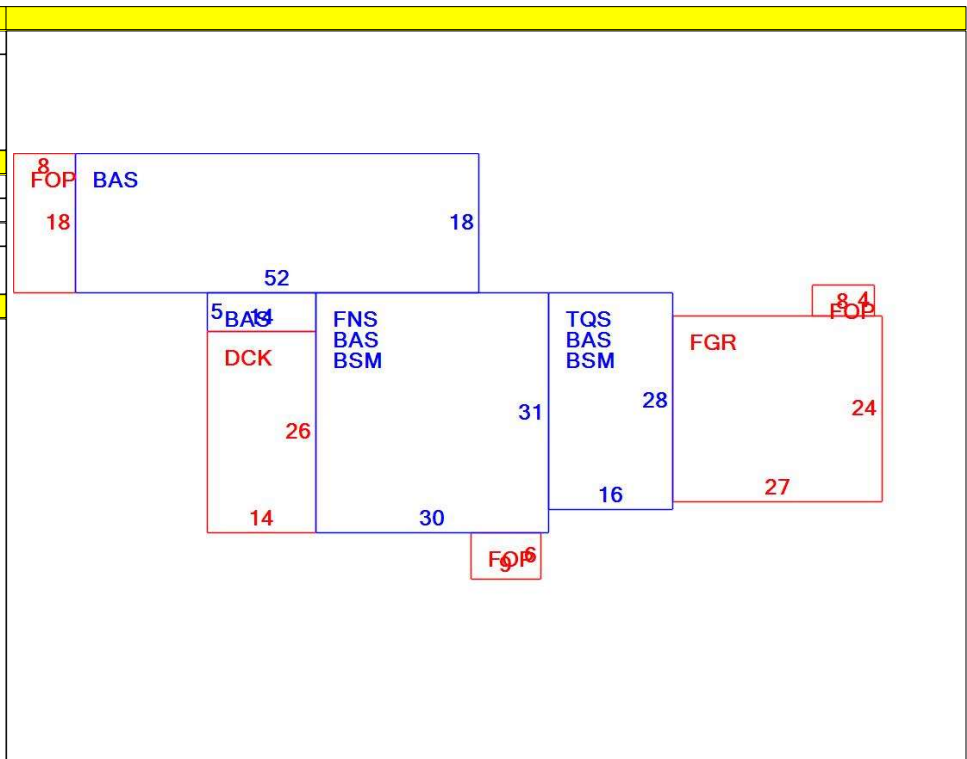 8
FOP BAS
18
18
52
5 14
BAS
FNS
BAS
BSM
TQS
BAS
BSM
8 4
FOP
DCK
FGR
26
31
28
24
14
30
16
27
FOP
9 6